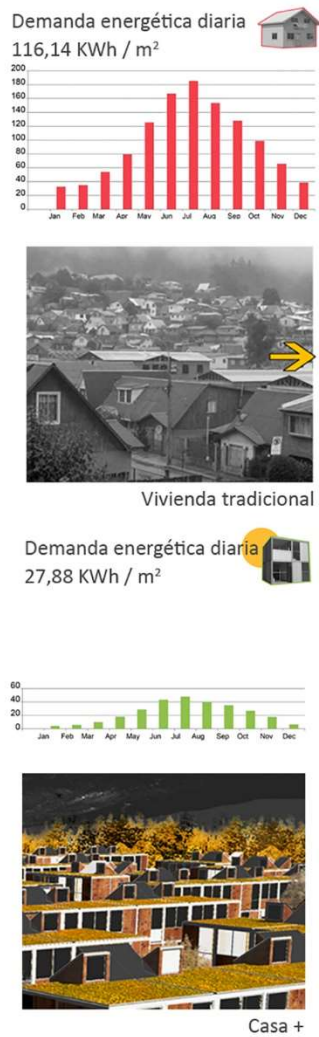 Demanda energética diaria
116,14 KWh / m²
200
180
160
140
120
100
80
60
40
20
0
Jan Feb Mar Apr May Jun Jul Aug Sep Oct Nov Dec
Vivienda tradicional
Demanda energética diaria
27,88 KWh / m²
60
40
20
0
Jan Feb Mar Apr May Jun Jul Aug Sep Oct Nov Dec
Casa +